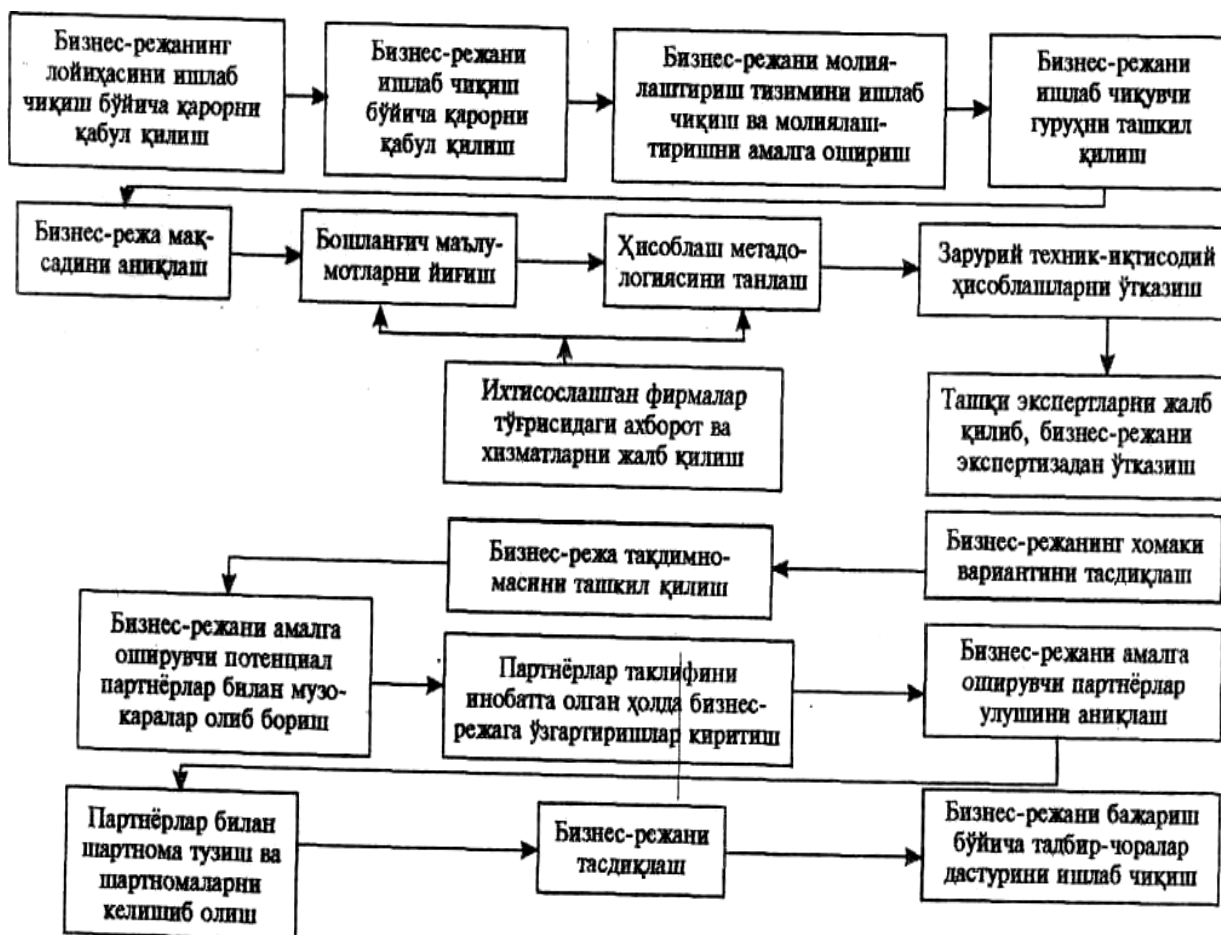 Бизнес-режанинг
лойиҳасини ишлаб
чиқиш бўйича қарорни
қабул қилиш
Бизнес-режани
ишлаб чиқиш
бўйича қарорни
қабул қилиш
Бизнес-режани молия-
лаштириш тизимини ишлаб
чиқиш ва молиялаш-
тиришни амалга ошириш
Бизнес-режани
ишлаб чиқувчи
гуруҳни ташкил
қилиш
Бизнес-режа мақ-
садини аниқлаш
Бошланғич маълу-
мотларни йиғиш
Ҳисоблаш метадо-
логиясини танлаш
Зарурий техник-иқтисодий
ҳисоблашларни ўтказиш
Ихтисослашган фирмалар
тўғрисидаги ахборот ва
хизматларни жалб қилиш
Ташқи экспертларни жалб
қилиб, бизнес-режани
экспертизадан ўтказиш
Бизнес-режанинг хомаки
вариантини тасдиқлаш
Бизнес-режа тақдимно-
масини ташкил қилиш
Бизнес-режани амалга
оширувчи потенциал
партнёрлар билан музо-
каралар олиб бориш
Партнёрлар таклифини
инобатга олган ҳолда бизнес-
режага ўзгартиришлар киритиш
Бизнес-режани амалга
оширувчи партнёрлар
улушини аниқлаш
Партнёрлар билан
шартнома тузиш ва
шартномаларни
келишиб олиш
Бизнес-режани
тасдиқлаш
Бизнес-режани бажариш
бўйича тадбир-чоралар
дастурини ишлаб чиқиш